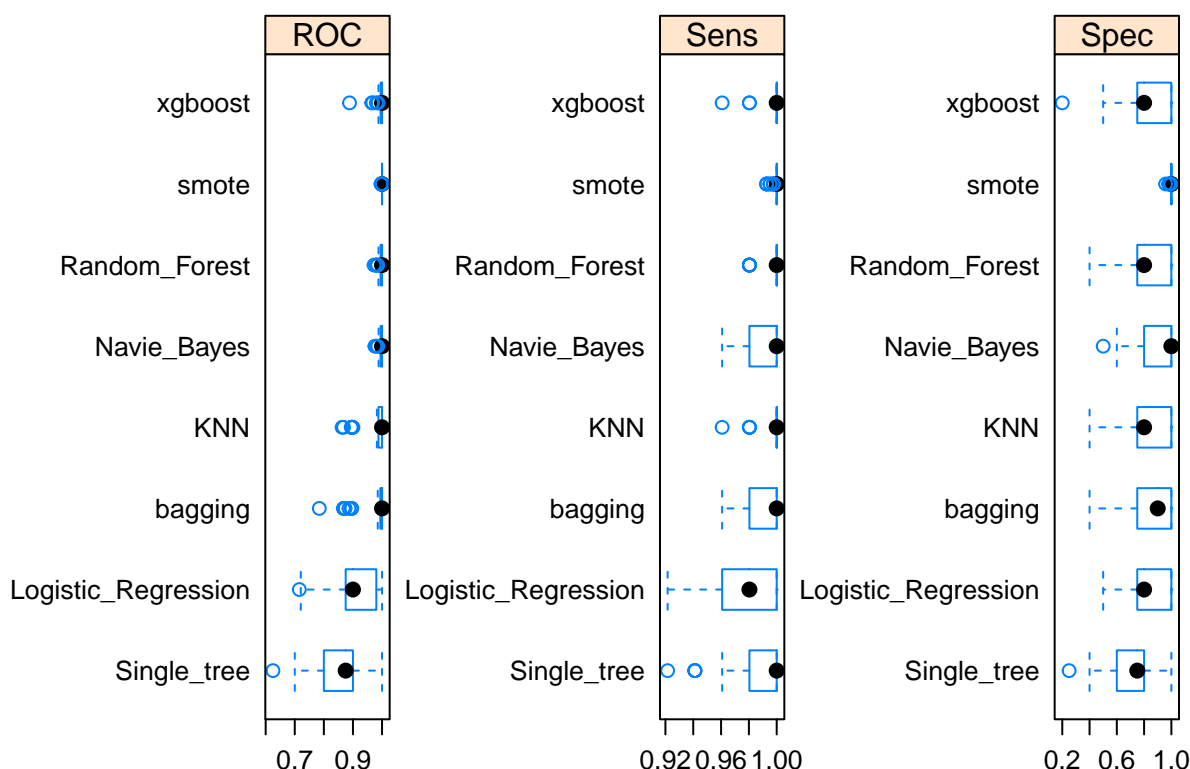 ROC
xgboost
smote
Random_Forest
Navie_Bayes
KNN
bagging
Logistic_Regression
Single_tree
0.7 0.9
Sens
xgboost
smote
Random_Forest
Navie_Bayes
KNN
bagging
Logistic_Regression
Single_tree
0.92 0.96 1.00
Spec
xgboost
smote
Random_Forest
Navie_Bayes
KNN
bagging
Logistic_Regression
Single_tree
0.2 0.6 1.0